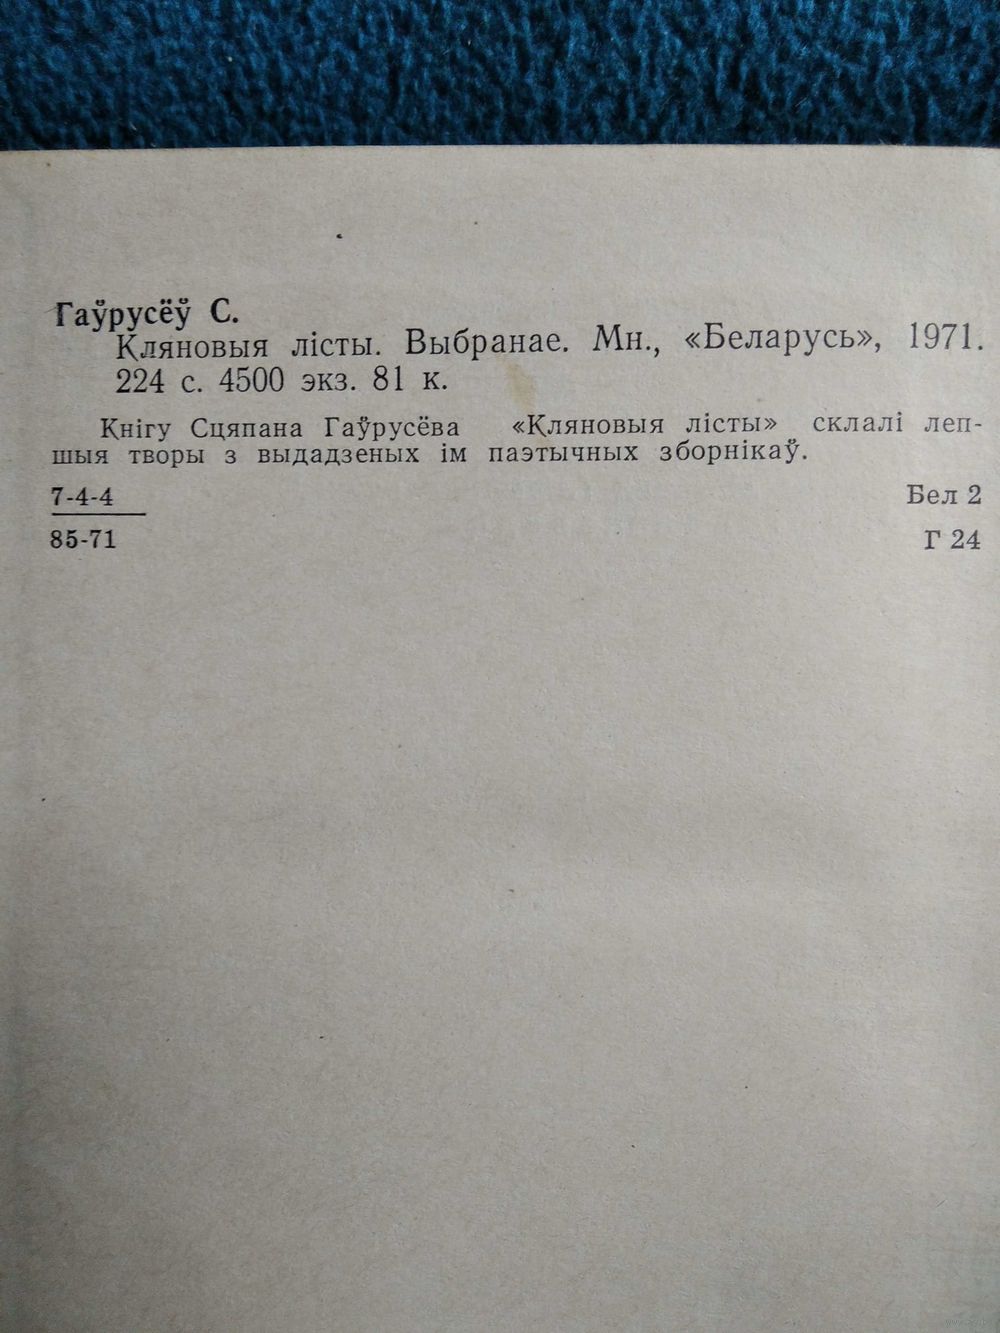 Гаўрусёў С.
Кляновыя лісты. Выбранае. Мн., «Беларусь», 1971.
224 с. 4500 экз. 81 к.
Кнігу Сцяпана Гаўрусёва «Кляновыя лісты» склалі леп-
шыя творы з выдадзеных ім паэтычных зборнікаў.
7-4-4 Бел 2
85-71 Г 24